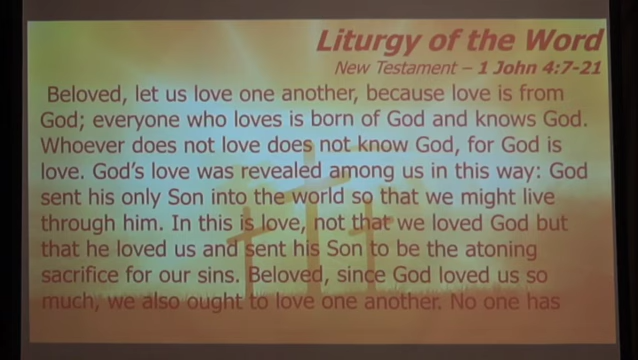 Liturgy of the Word
New Testament – 1 John 4:7-21
Beloved, let us love one another, because love is from
God; everyone who loves is born of God and knows God.
Whoever does not love does not know God, for God is
love. God's love was revealed among us in this way: God
sent his only Son into the world so that we might live
through him. In this is love, not that we loved God but
that he loved us and sent his Son to be the atoning
sacrifice for our sins. Beloved, since God loved us so
much, we also ought to love one another. No one has